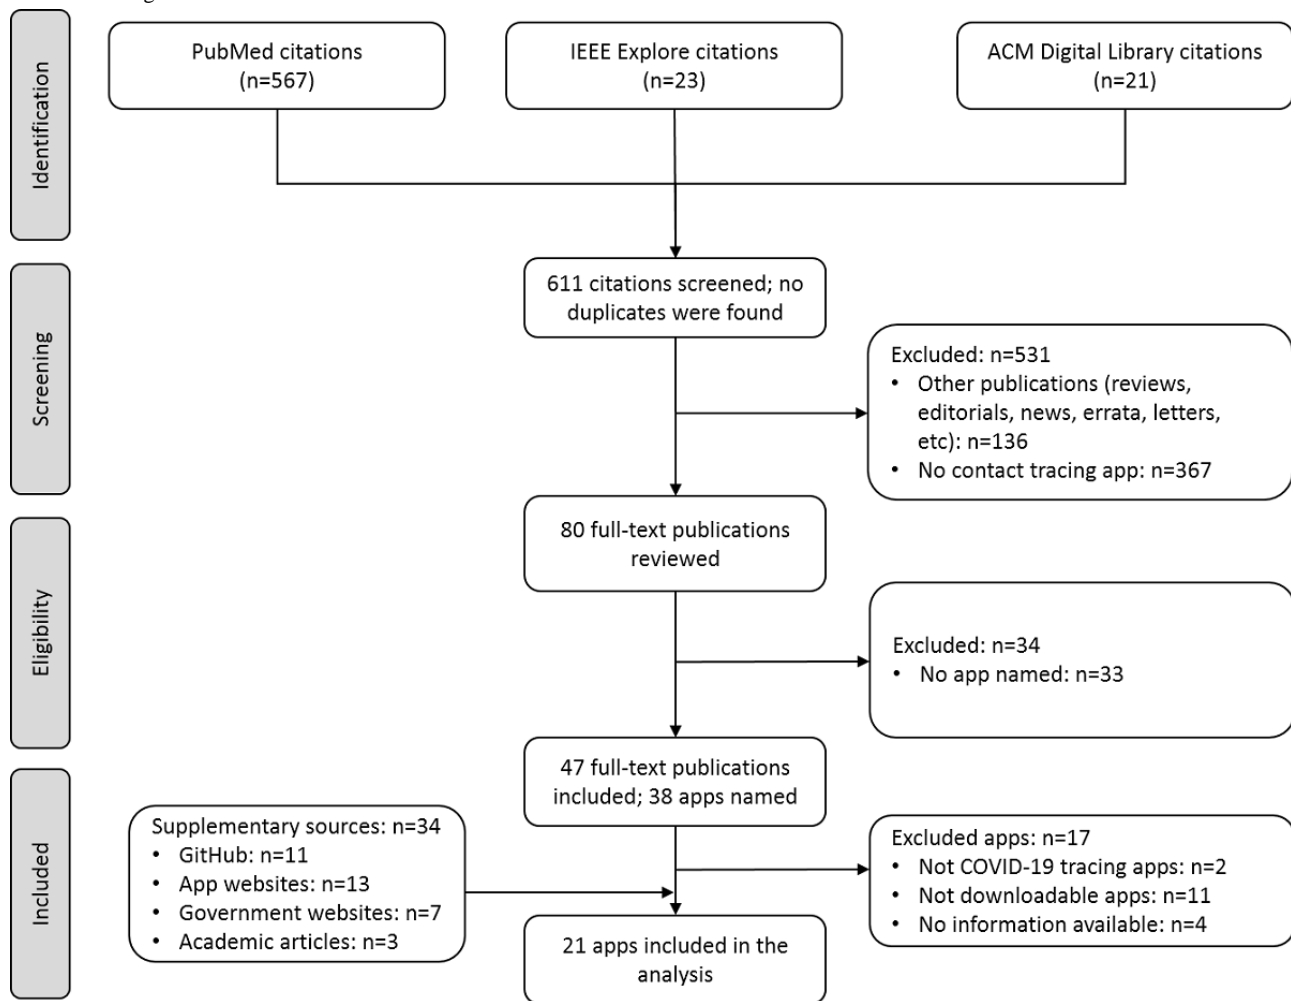 Identification
PubMed citations
(n=567)
IEEE Explore citations
(n=23)
ACM Digital Library citations
(n=21)
Screening
611 citations screened; no
duplicates were found
Excluded: n=531
• Other publications (reviews,
editorials, news, errata, letters,
etc): n=136
• No contact tracing app: n=367
Eligibility
80 full-text publications
reviewed
Excluded: n=34
• No app named: n=33
Included
47 full-text publications
included; 38 apps named
Supplementary sources: n=34
• GitHub: n=11
• App websites: n=13
• Government websites: n=7
• Academic articles: n=3
Excluded apps: n=17
• Not COVID-19 tracing apps: n=2
• Not downloadable apps: n=11
• No information available: n=4
21 apps included in the
analysis